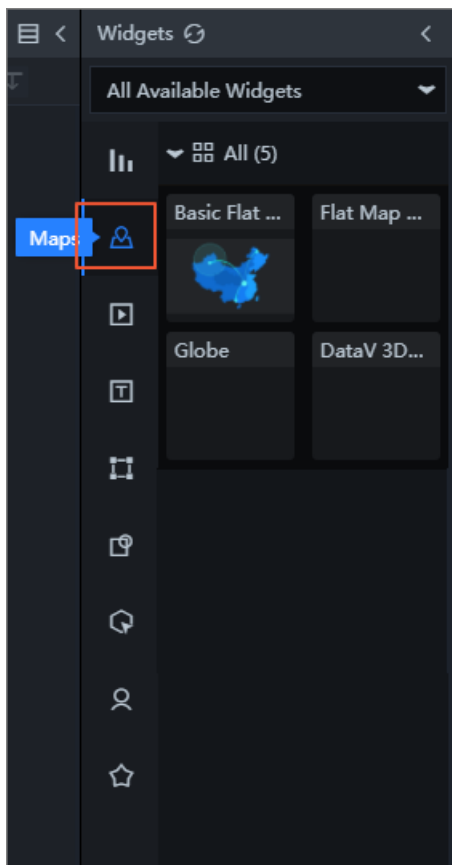 Widgets
All Available Widgets
All (5)
Maps
Basic Flat ...
Flat Map ...
Globe
DataV 3D...